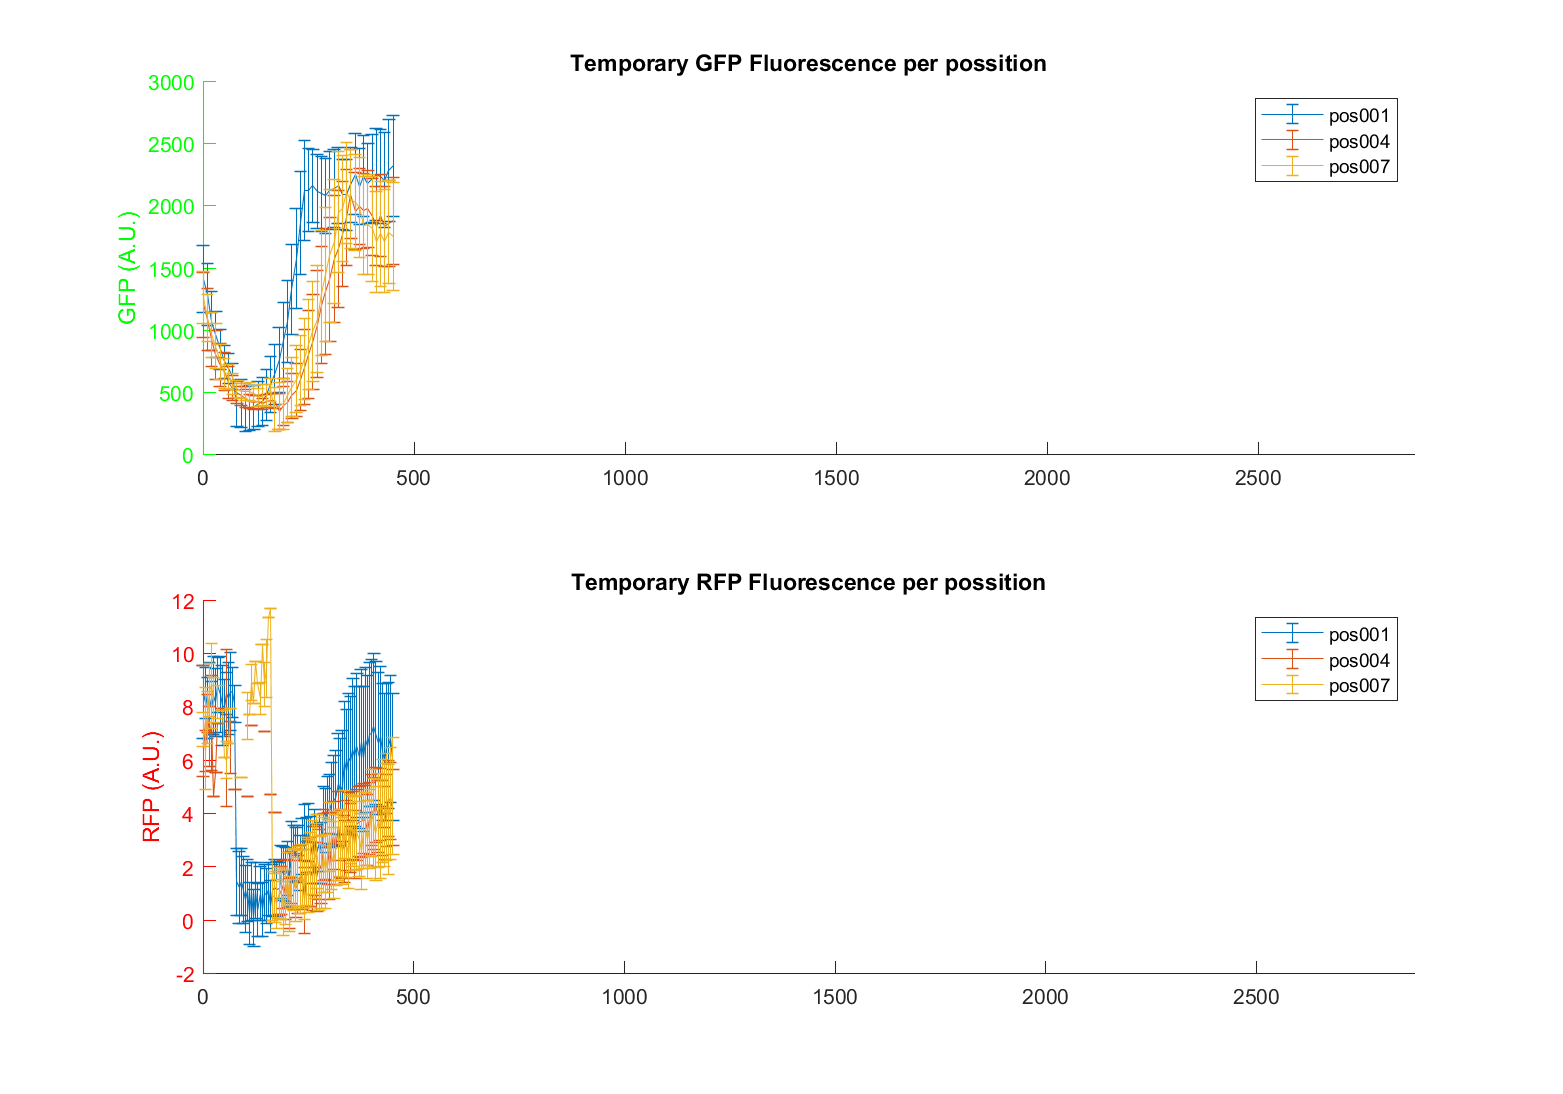 Temporary GFP Fluorescence per possition
3000
2500
2000
1500
1000
500
0
GFP (A.U.)
pos001
pos004
pos007
0 500 1000 1500 2000 2500
Temporary RFP Fluorescence per possition
12
10
8
6
4
2
0
-2
RFP (A.U.)
pos001
pos004
pos007
0 500 1000 1500 2000 2500